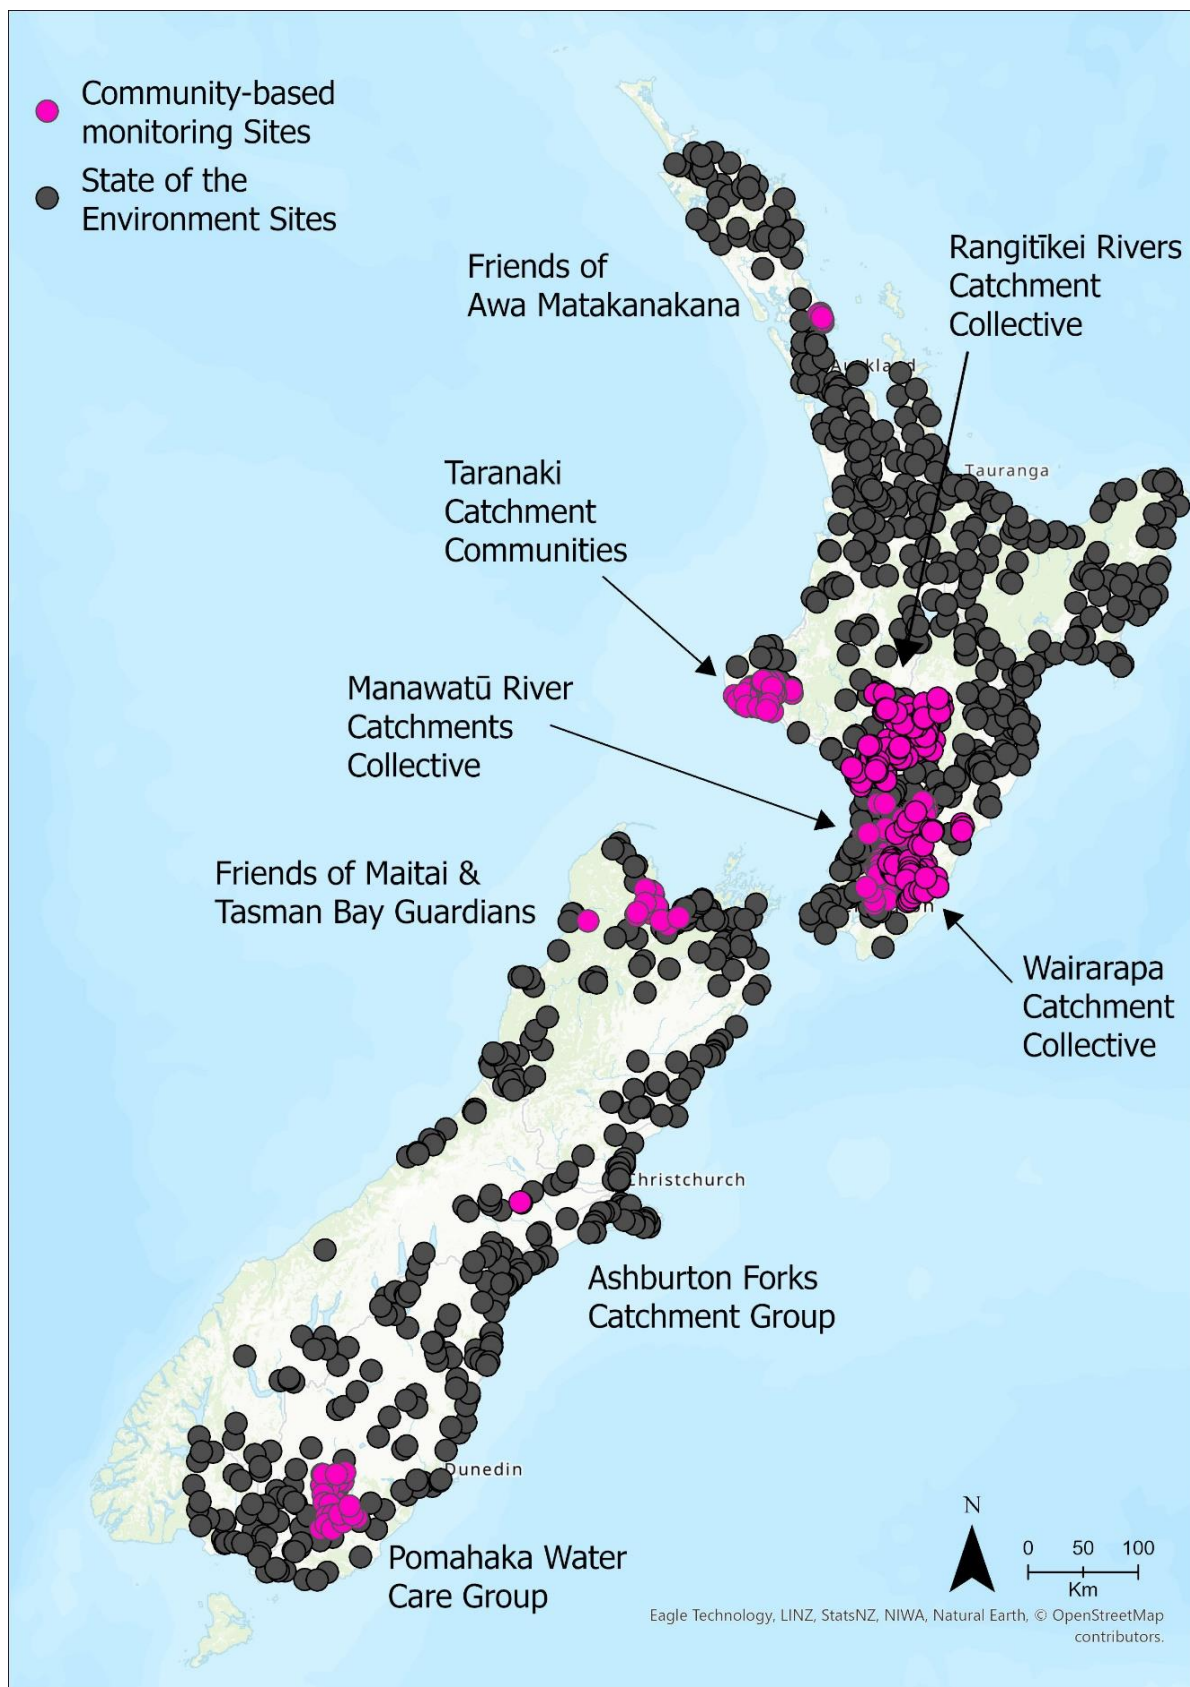 Community-based
monitoring Sites
State of the
Environment Sites
Friends of
Awa Matakanakana
Rangitīkei Rivers
Catchment
Collective
Auckland
Tauranga
Taranaki
Catchment
Communities
Manawatū River
Catchments
Collective
Friends of Maitai &
Tasman Bay Guardians
Wairarapa
Catchment
Collective
Christchurch
Ashburton Forks
Catchment Group
Dunedin
Pomahaka Water
Care Group
N
0 50 100
Km
Eagle Technology, LINZ, StatsNZ, NIWA, Natural Earth, © OpenStreetMap
contributors.